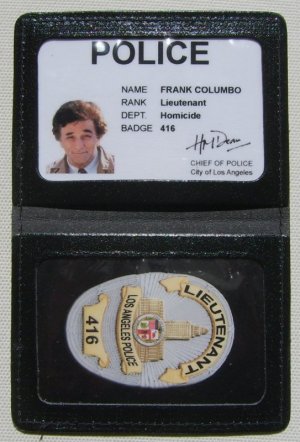 POLICE
NAME FRANK COLUMBO
RANK Lieutenant
DEPT. Homicide
BADGE 416
CHIEF OF POLICE
City of Los Angeles
LIEUTENANT
LOS ANGELES POLICE
416